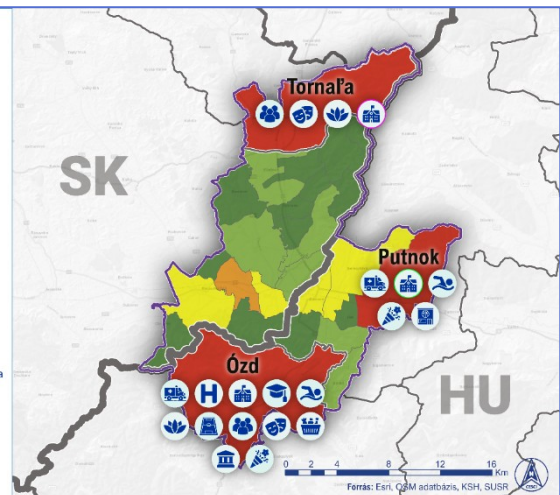 Tornaľa
SK
Putnok
Ózd
H
HU
0 2 4 8 12 16
Km
Forrás: Esri, OSM adatbázis, KSH, SUSR
a